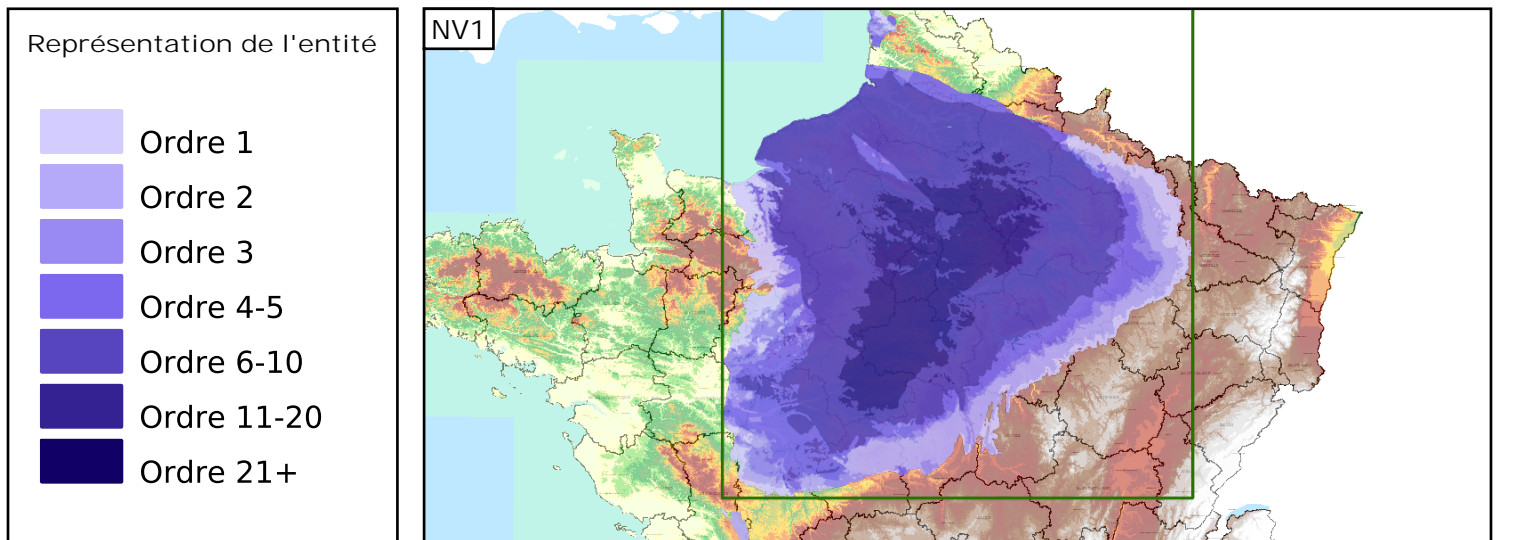 Représentation de l'entité
Ordre 1
Ordre 2
Ordre 3
Ordre 4-5
Ordre 6-10
Ordre 11-20
Ordre 21+
NV1